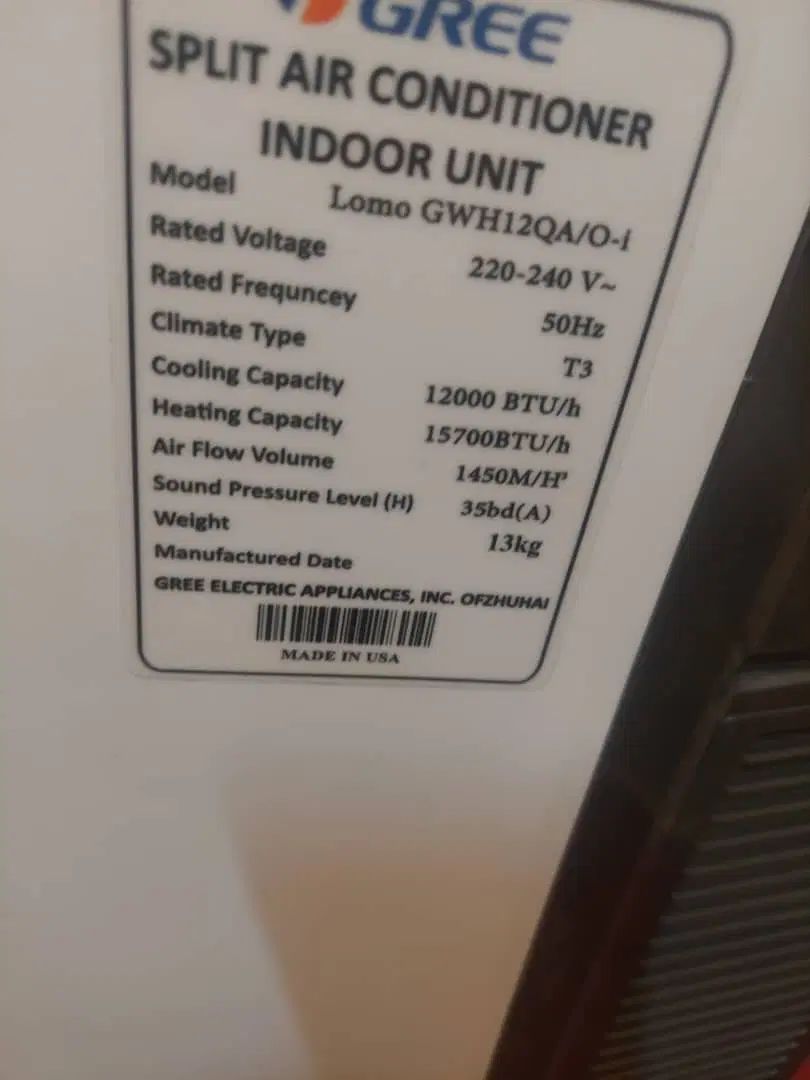 GREE
SPLIT AIR CONDITIONER
INDOOR UNIT
Model Lomo GWH12QA/O-i
Rated Voltage 220-240 V~
Rated Frequncey 50Hz
Climate Type T3
Cooling Capacity 12000 BTU/h
Heating Capacity 15700BTU/h
Air Flow Volume 1450M/H³
Sound Pressure Level (H) 35bd(A)
Weight 13kg
Manufactured Date
GREE ELECTRIC APPLIANCES, INC. OFZHUHAI
MADE IN USA